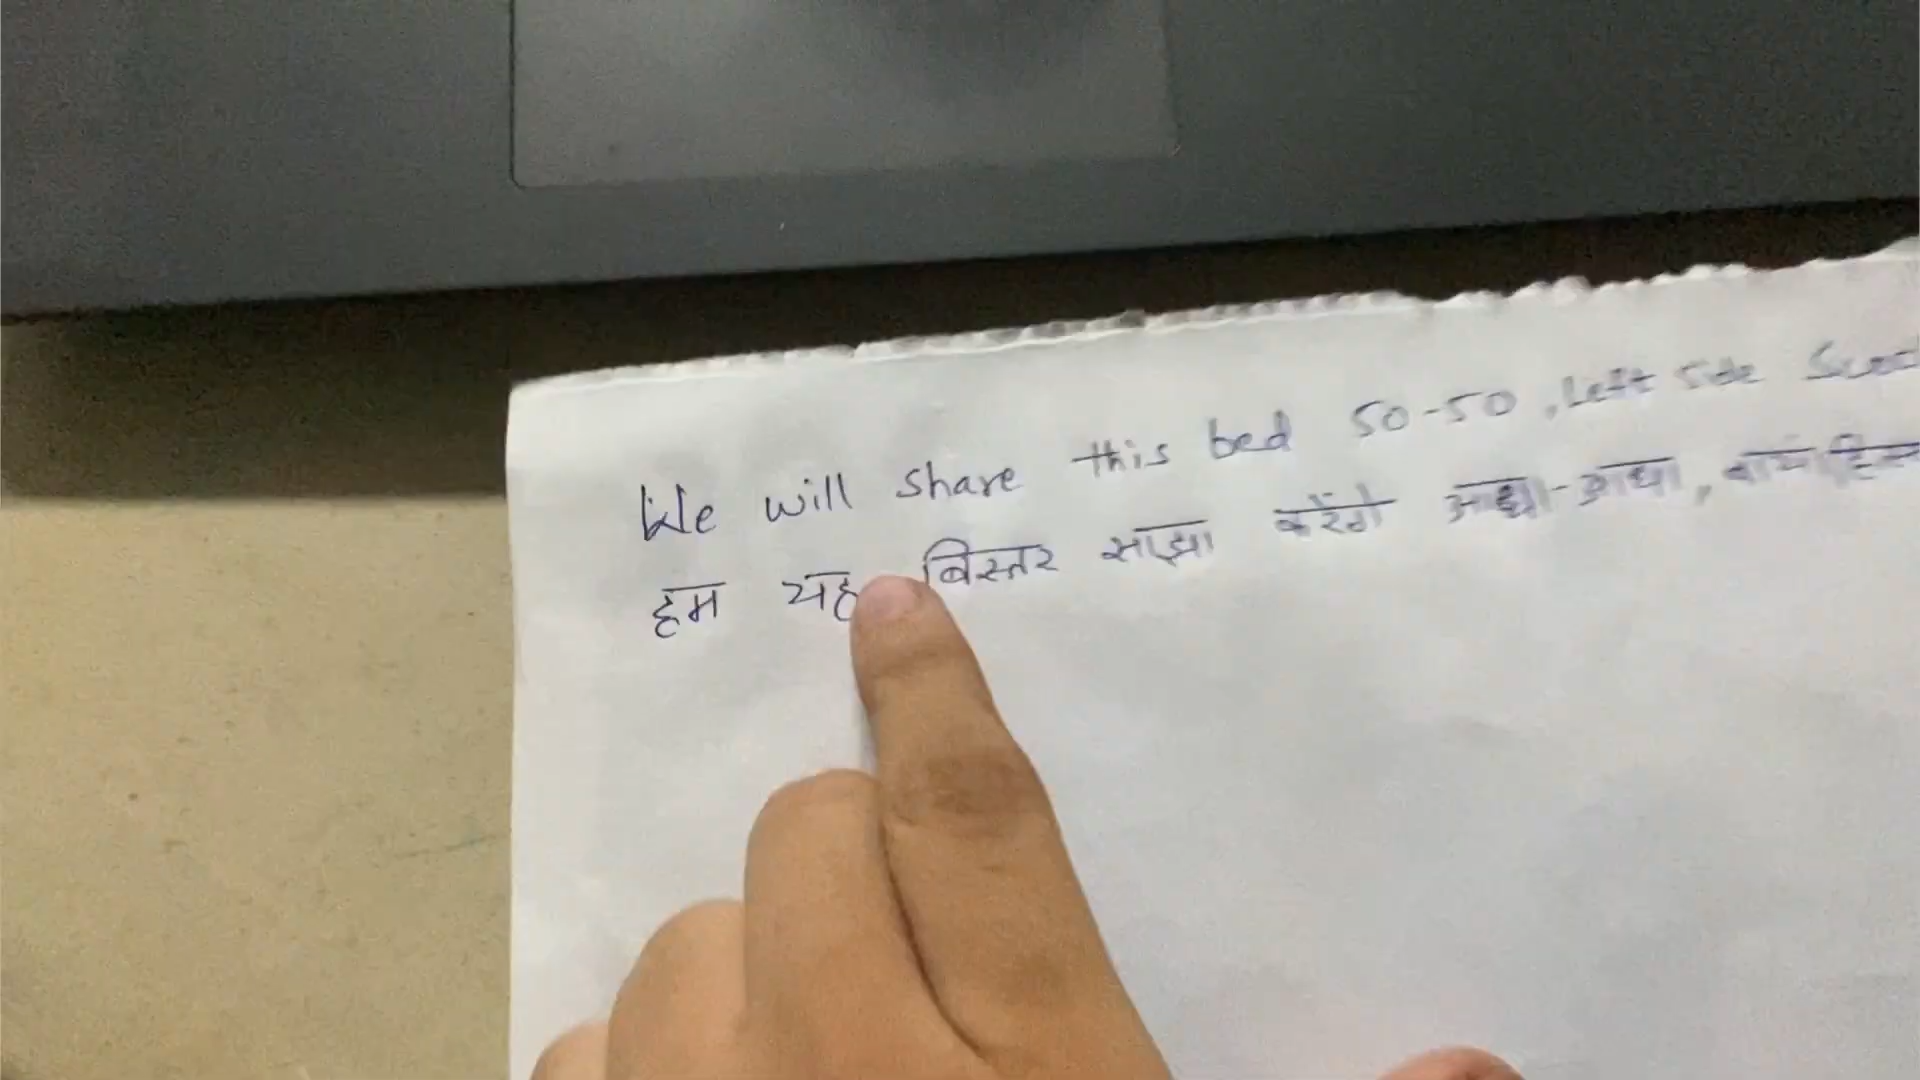 We will share this bed 50-50, Left Side
हम यह बिस्तर साझा करेंगे आधा-आधा, बायां